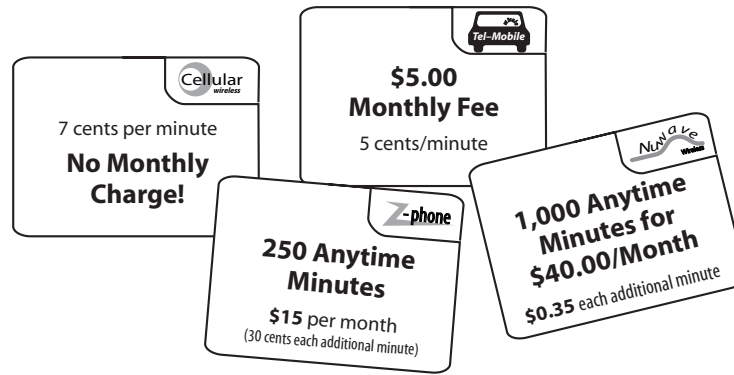 Cellular
wireless
7 cents per minute
No Monthly
Charge!
Tel–Mobile
$5.00
Monthly Fee
5 cents/minute
Z-phone
250 Anytime
Minutes
$15 per month
(30 cents each additional minute)
Nuwave
Wireless
1,000 Anytime
Minutes for
$40.00/Month
$0.35 each additional minute